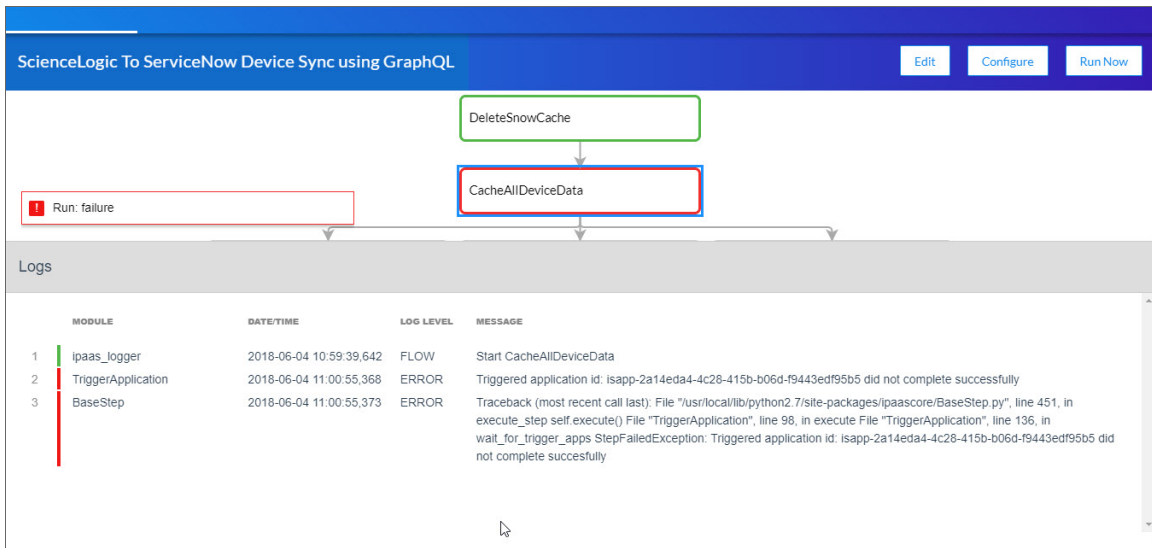 ScienceLogic To ServiceNow Device Sync using GraphQL
Edit
Configure
Run Now
DeleteSnowCache
CacheAllDeviceData
! Run: failure
Logs
MODULE DATE/TIME LOG LEVEL MESSAGE
1 ipaas_logger 2018-06-04 10:59:39,642 FLOW Start CacheAllDeviceData
2 TriggerApplication 2018-06-04 11:00:55,368 ERROR Triggered application id: isapp-2a14eda4-4c28-415b-b06d-f9443edf95b5 did not complete successfully
3 BaseStep 2018-06-04 11:00:55,373 ERROR Traceback (most recent call last): File "/usr/local/lib/python2.7/site-packages/ipaascore/BaseStep.py", line 451, in
execute_step self.execute() File "TriggerApplication", line 98, in execute File "TriggerApplication", line 136, in
wait_for_trigger_apps StepFailedException: Triggered application id: isapp-2a14eda4-4c28-415b-b06d-f9443edf95b5 did
not complete succesfully